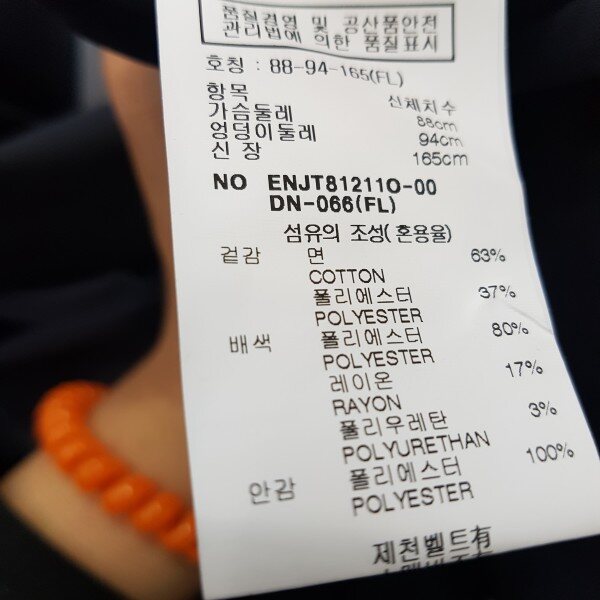 품질경영 및 공산품안전
관리법에 의한 품질표시
호칭 : 88-94-165(FL)
항목 신체치수
가슴둘레 88cm
엉덩이둘레 94cm
신 장 165cm
NO ENJT81211O-00
DN-066(FL)
섬유의 조성(혼용율)
겉감 면 63%
COTTON
폴리에스터 37%
POLYESTER
배색 폴리에스터 80%
POLYESTER
레이온 17%
RAYON
폴리우레탄 3%
POLYURETHAN
안감 폴리에스터 100%
POLYESTER
제천벨트有